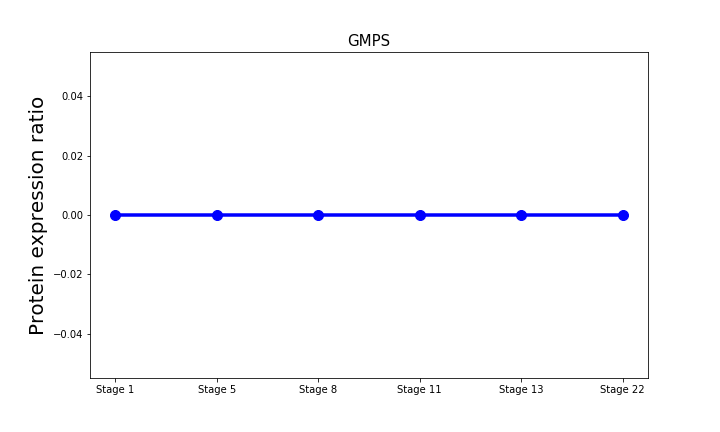 GMPS
Protein expression ratio
0.04
0.02
0.00
−0.02
−0.04
Stage 1 Stage 5 Stage 8 Stage 11 Stage 13 Stage 22